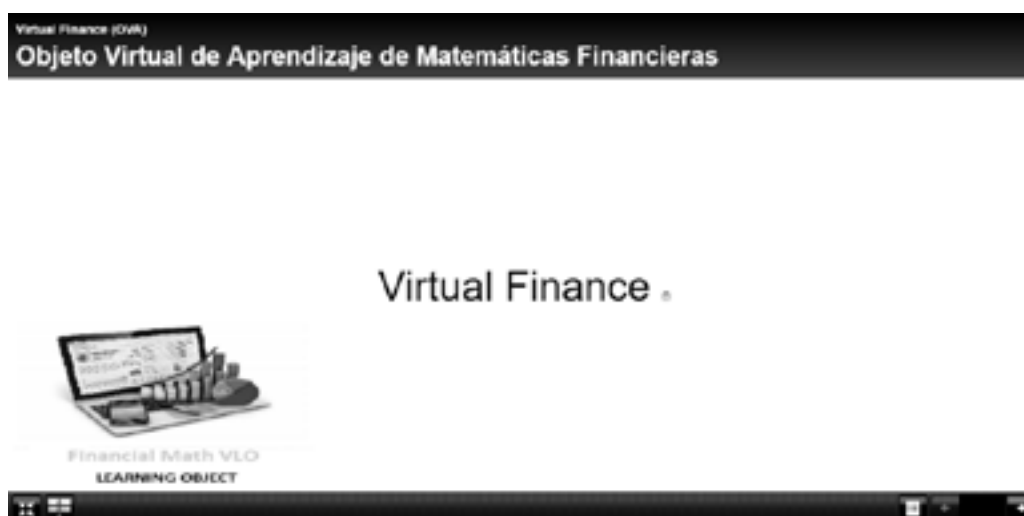 Virtual Finance (OVA)
Objeto Virtual de Aprendizaje de Matemáticas Financieras
Virtual Finance ®
Financial Math VLO
LEARNING OBJECT